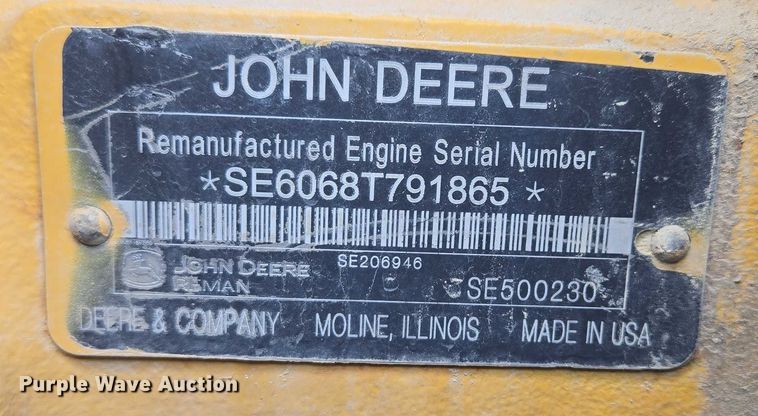 JOHN DEERE
Remanufactured Engine Serial Number
*SE6068T791865*
SE206946
JOHN DEERE
REMAN
SE500230
DEERE & COMPANY MOLINE, ILLINOIS MADE IN USA
Purple Wave Auction